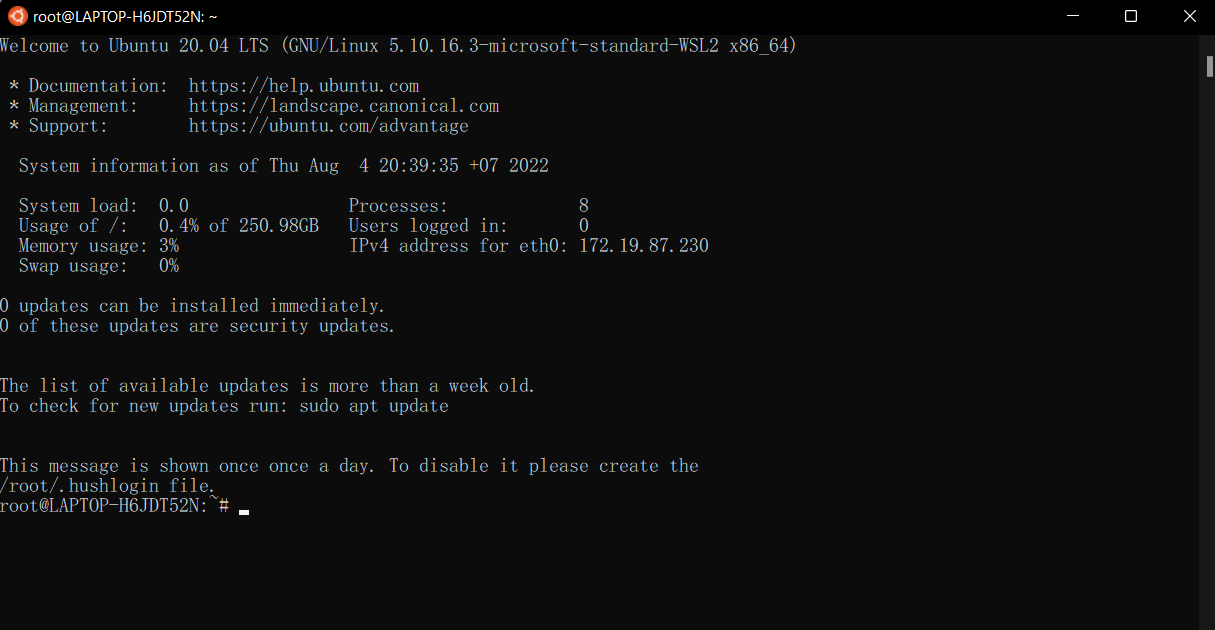 root@LAPTOP-H6JDT52N: ~
Welcome to Ubuntu 20.04 LTS (GNU/Linux 5.10.16.3-microsoft-standard-WSL2 x86_64)
* Documentation:  https://help.ubuntu.com
* Management:     https://landscape.canonical.com
* Support:        https://ubuntu.com/advantage
System information as of Thu Aug  4 20:39:35 +07 2022
System load:  0.0                Processes:             8
Usage of /:   0.4% of 250.98GB   Users logged in:       0
Memory usage: 3%                 IPv4 address for eth0: 172.19.87.230
Swap usage:   0%
0 updates can be installed immediately.
0 of these updates are security updates.
The list of available updates is more than a week old.
To check for new updates run: sudo apt update
This message is shown once once a day. To disable it please create the
/root/.hushlogin file.
root@LAPTOP-H6JDT52N:~#